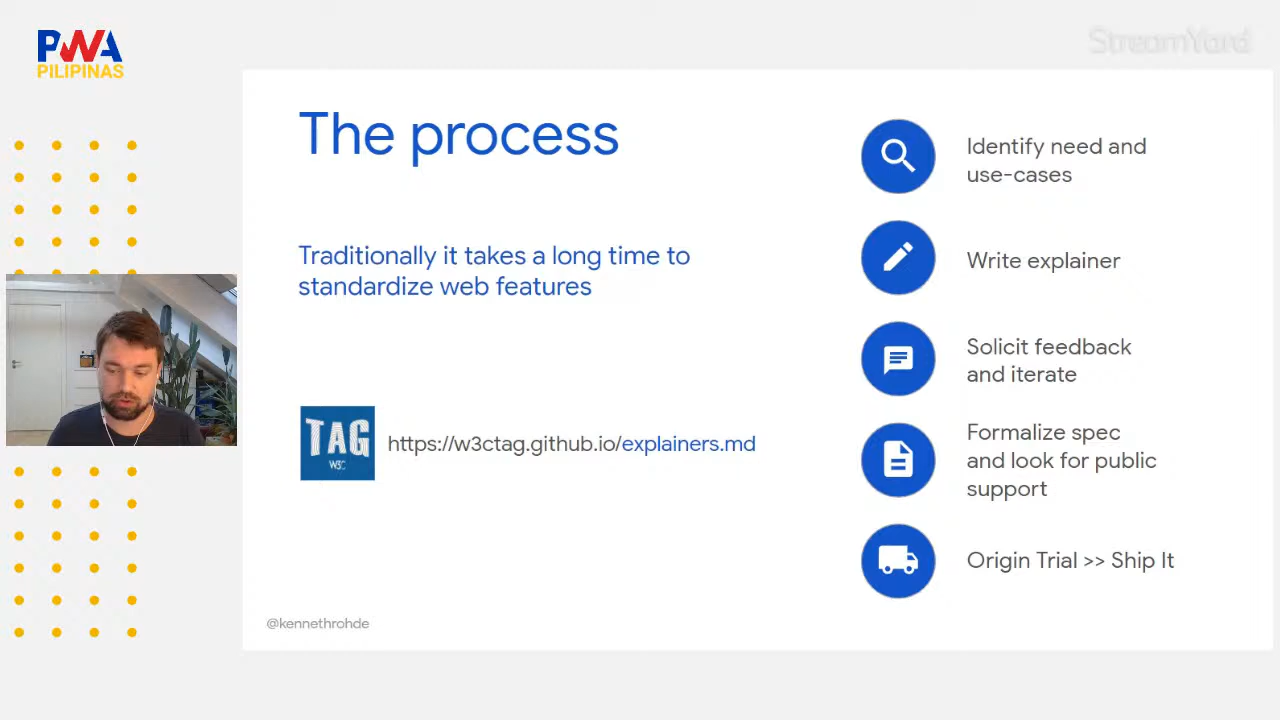 PWA
PILIPINAS
StreamYard
The process
Traditionally it takes a long time to
standardize web features
TAG
W3C
https://w3ctag.github.io/explainers.md
Identify need and
use-cases
Write explainer
Solicit feedback
and iterate
Formalize spec
and look for public
support
Origin Trial >> Ship It
@kennethrohde